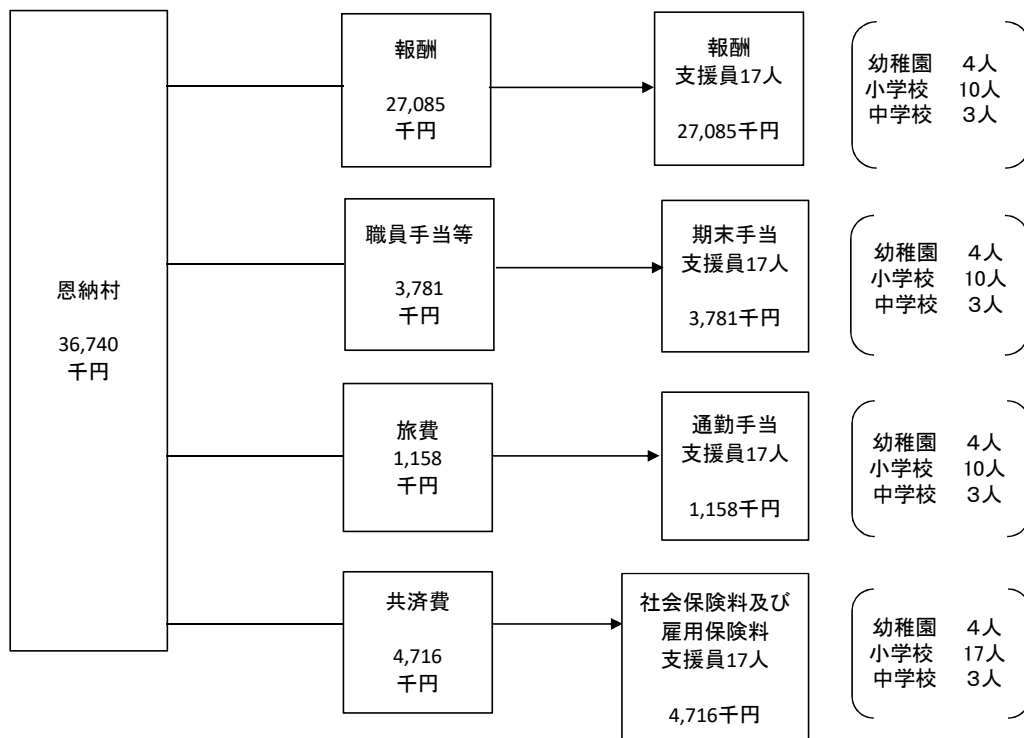 恩納村
36,740
千円
報酬
27,085
千円
報酬
支援員17人
27,085千円
幼稚園 4人
小学校 10人
中学校 3人
職員手当等
3,781
千円
期末手当
支援員17人
3,781千円
幼稚園 4人
小学校 10人
中学校 3人
旅費
1,158
千円
通勤手当
支援員17人
1,158千円
幼稚園 4人
小学校 10人
中学校 3人
共済費
4,716
千円
社会保険料及び
雇用保険料
支援員17人
4,716千円
幼稚園 4人
小学校 17人
中学校 3人